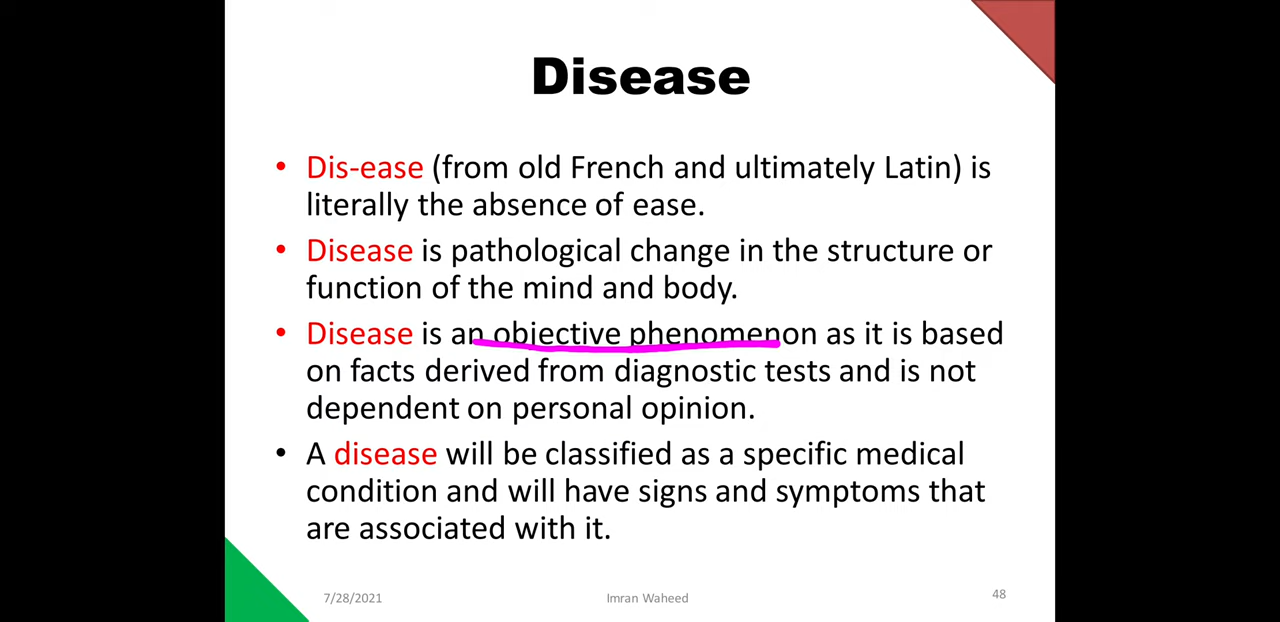 Disease
• Dis-ease (from old French and ultimately Latin) is
literally the absence of ease.
• Disease is pathological change in the structure or
function of the mind and body.
• Disease is an objective phenomenon as it is based
on facts derived from diagnostic tests and is not
dependent on personal opinion.
• A disease will be classified as a specific medical
condition and will have signs and symptoms that
are associated with it.
7/28/2021
Imran Waheed
48